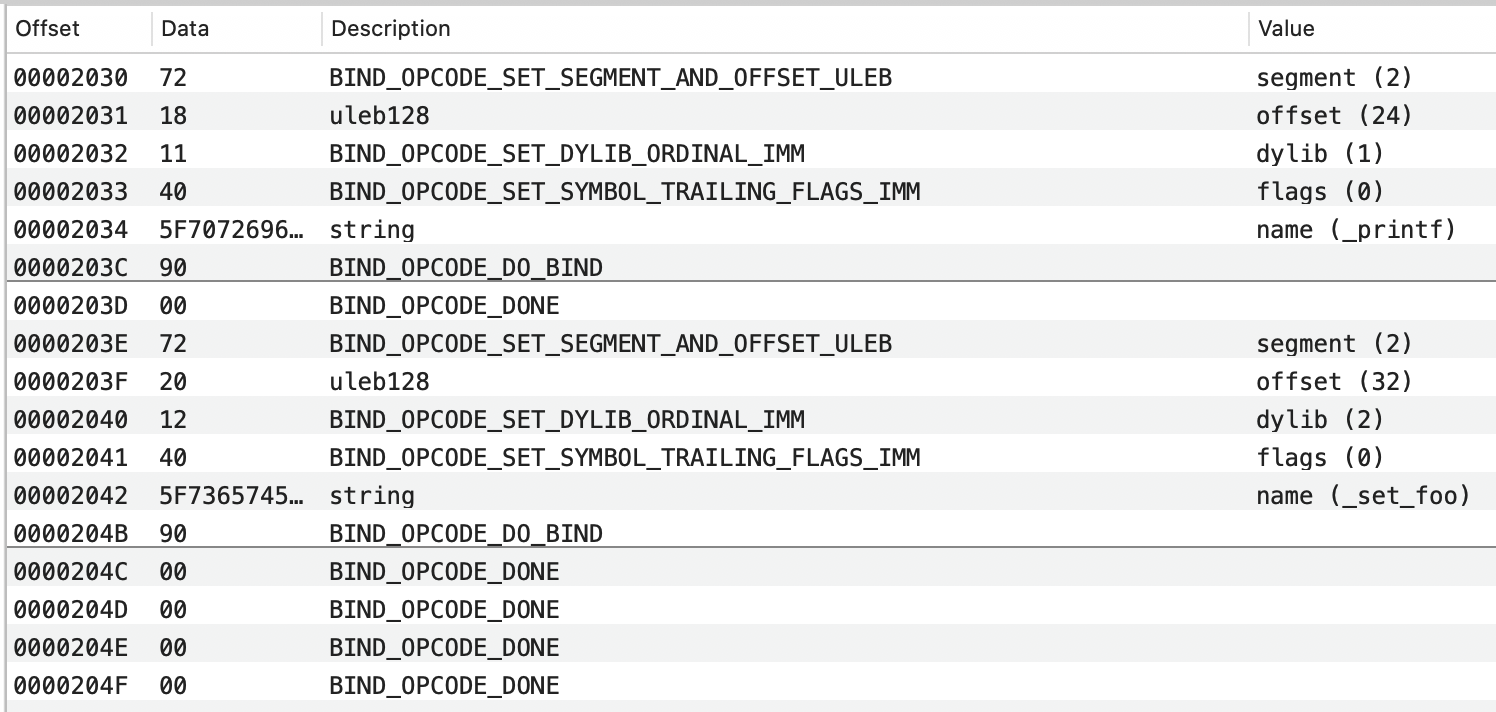 Offset Data Description Value
00002030 72 BIND_OPCODE_SET_SEGMENT_AND_OFFSET_ULEB segment (2)
00002031 18 uleb128 offset (24)
00002032 11 BIND_OPCODE_SET_DYLIB_ORDINAL_IMM dylib (1)
00002033 40 BIND_OPCODE_SET_SYMBOL_TRAILING_FLAGS_IMM flags (0)
00002034 5F7072696… string name (_printf)
0000203C 90 BIND_OPCODE_DO_BIND
0000203D 00 BIND_OPCODE_DONE
0000203E 72 BIND_OPCODE_SET_SEGMENT_AND_OFFSET_ULEB segment (2)
0000203F 20 uleb128 offset (32)
00002040 12 BIND_OPCODE_SET_DYLIB_ORDINAL_IMM dylib (2)
00002041 40 BIND_OPCODE_SET_SYMBOL_TRAILING_FLAGS_IMM flags (0)
00002042 5F7365745… string name (_set_foo)
0000204B 90 BIND_OPCODE_DO_BIND
0000204C 00 BIND_OPCODE_DONE
0000204D 00 BIND_OPCODE_DONE
0000204E 00 BIND_OPCODE_DONE
0000204F 00 BIND_OPCODE_DONE